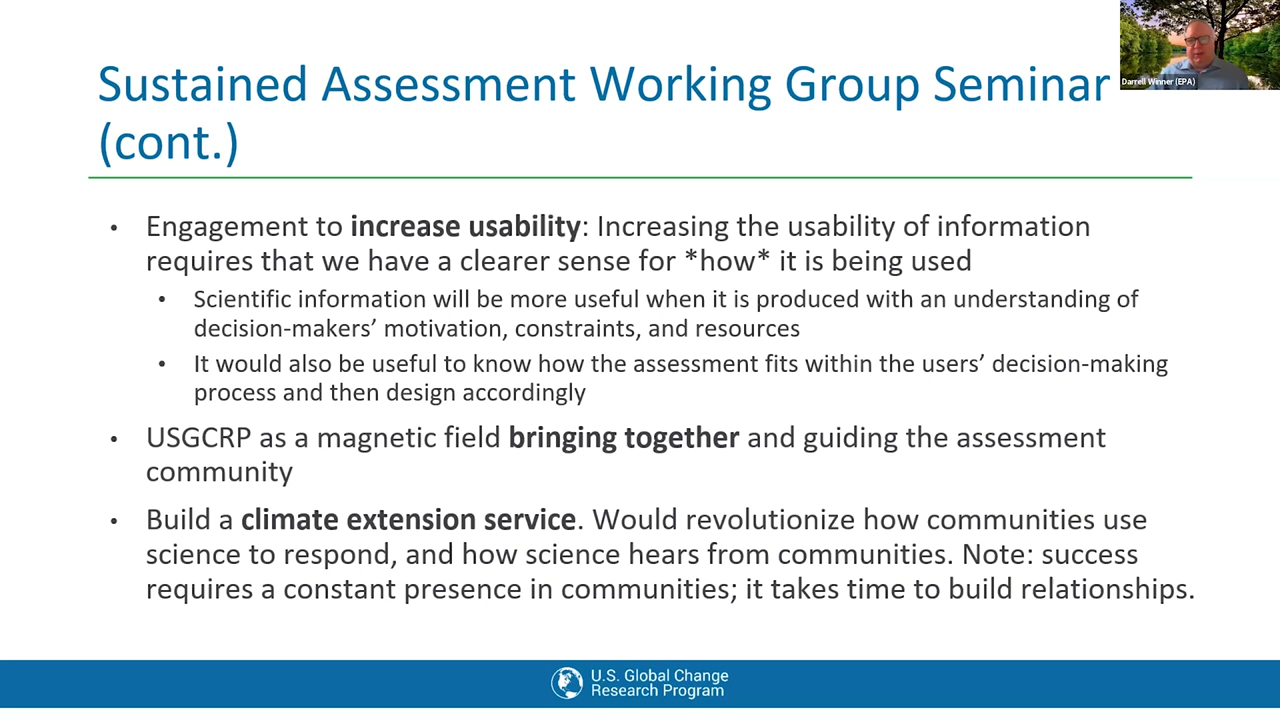 Darrell Winner (EPA)
Sustained Assessment Working Group Seminar
(cont.)
• Engagement to increase usability: Increasing the usability of information
requires that we have a clearer sense for *how* it is being used
• Scientific information will be more useful when it is produced with an understanding of
decision-makers’ motivation, constraints, and resources
• It would also be useful to know how the assessment fits within the users’ decision-making
process and then design accordingly
• USGCRP as a magnetic field bringing together and guiding the assessment
community
• Build a climate extension service. Would revolutionize how communities use
science to respond, and how science hears from communities. Note: success
requires a constant presence in communities; it takes time to build relationships.
U.S. Global Change
Research Program